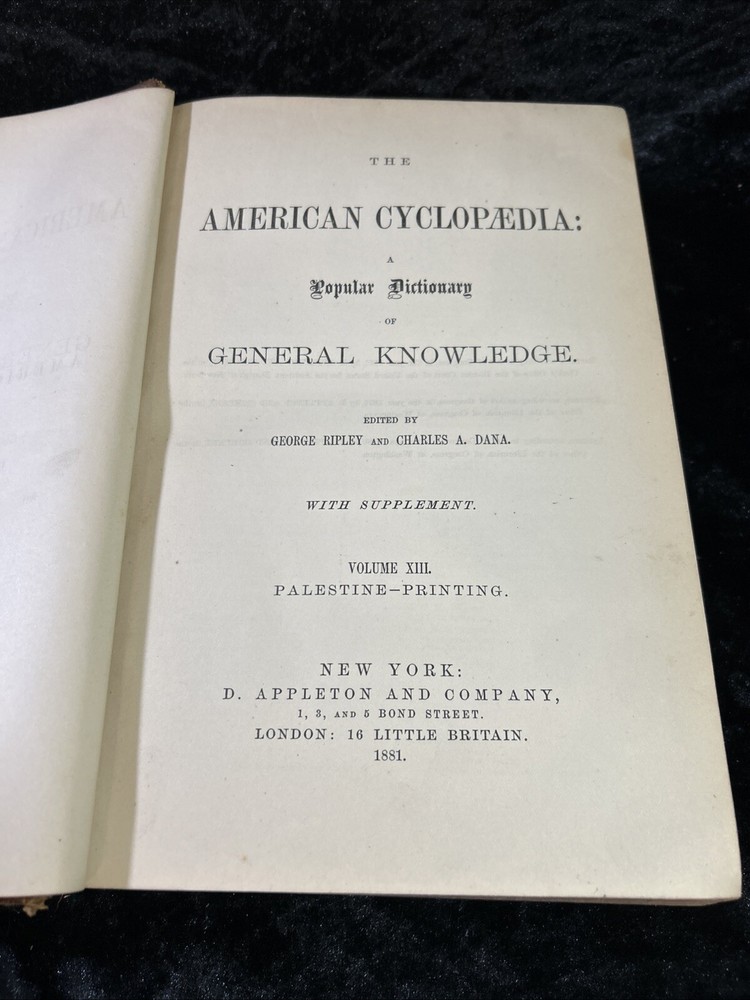 THE
AMERICAN CYCLOPÆDIA:
A
Popular Dictionary
OF
GENERAL KNOWLEDGE.
EDITED BY
GEORGE RIPLEY AND CHARLES A. DANA.
WITH SUPPLEMENT.
VOLUME XIII.
PALESTINE–PRINTING.
NEW YORK:
D. APPLETON AND COMPANY,
1, 3, AND 5 BOND STREET.
LONDON: 16 LITTLE BRITAIN.
1881.